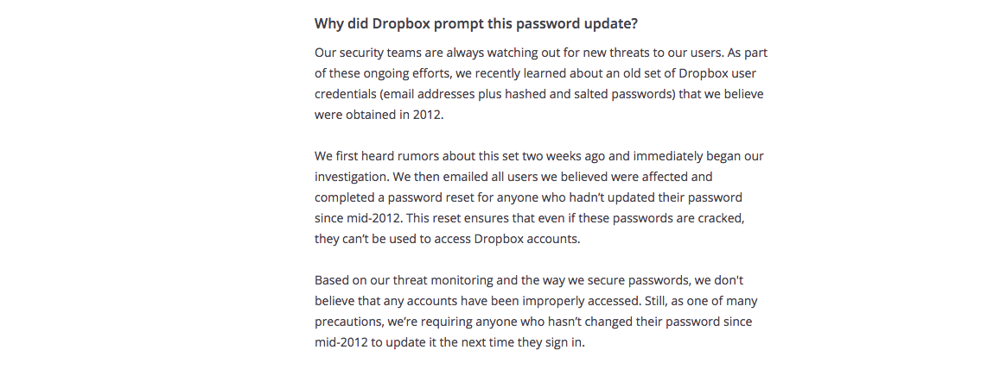 Why did Dropbox prompt this password update?
Our security teams are always watching out for new threats to our users. As part
of these ongoing efforts, we recently learned about an old set of Dropbox user
credentials (email addresses plus hashed and salted passwords) that we believe
were obtained in 2012.
We first heard rumors about this set two weeks ago and immediately began our
investigation. We then emailed all users we believed were affected and
completed a password reset for anyone who hadn’t updated their password
since mid-2012. This reset ensures that even if these passwords are cracked,
they can’t be used to access Dropbox accounts.
Based on our threat monitoring and the way we secure passwords, we don't
believe that any accounts have been improperly accessed. Still, as one of many
precautions, we’re requiring anyone who hasn’t changed their password since
mid-2012 to update it the next time they sign in.